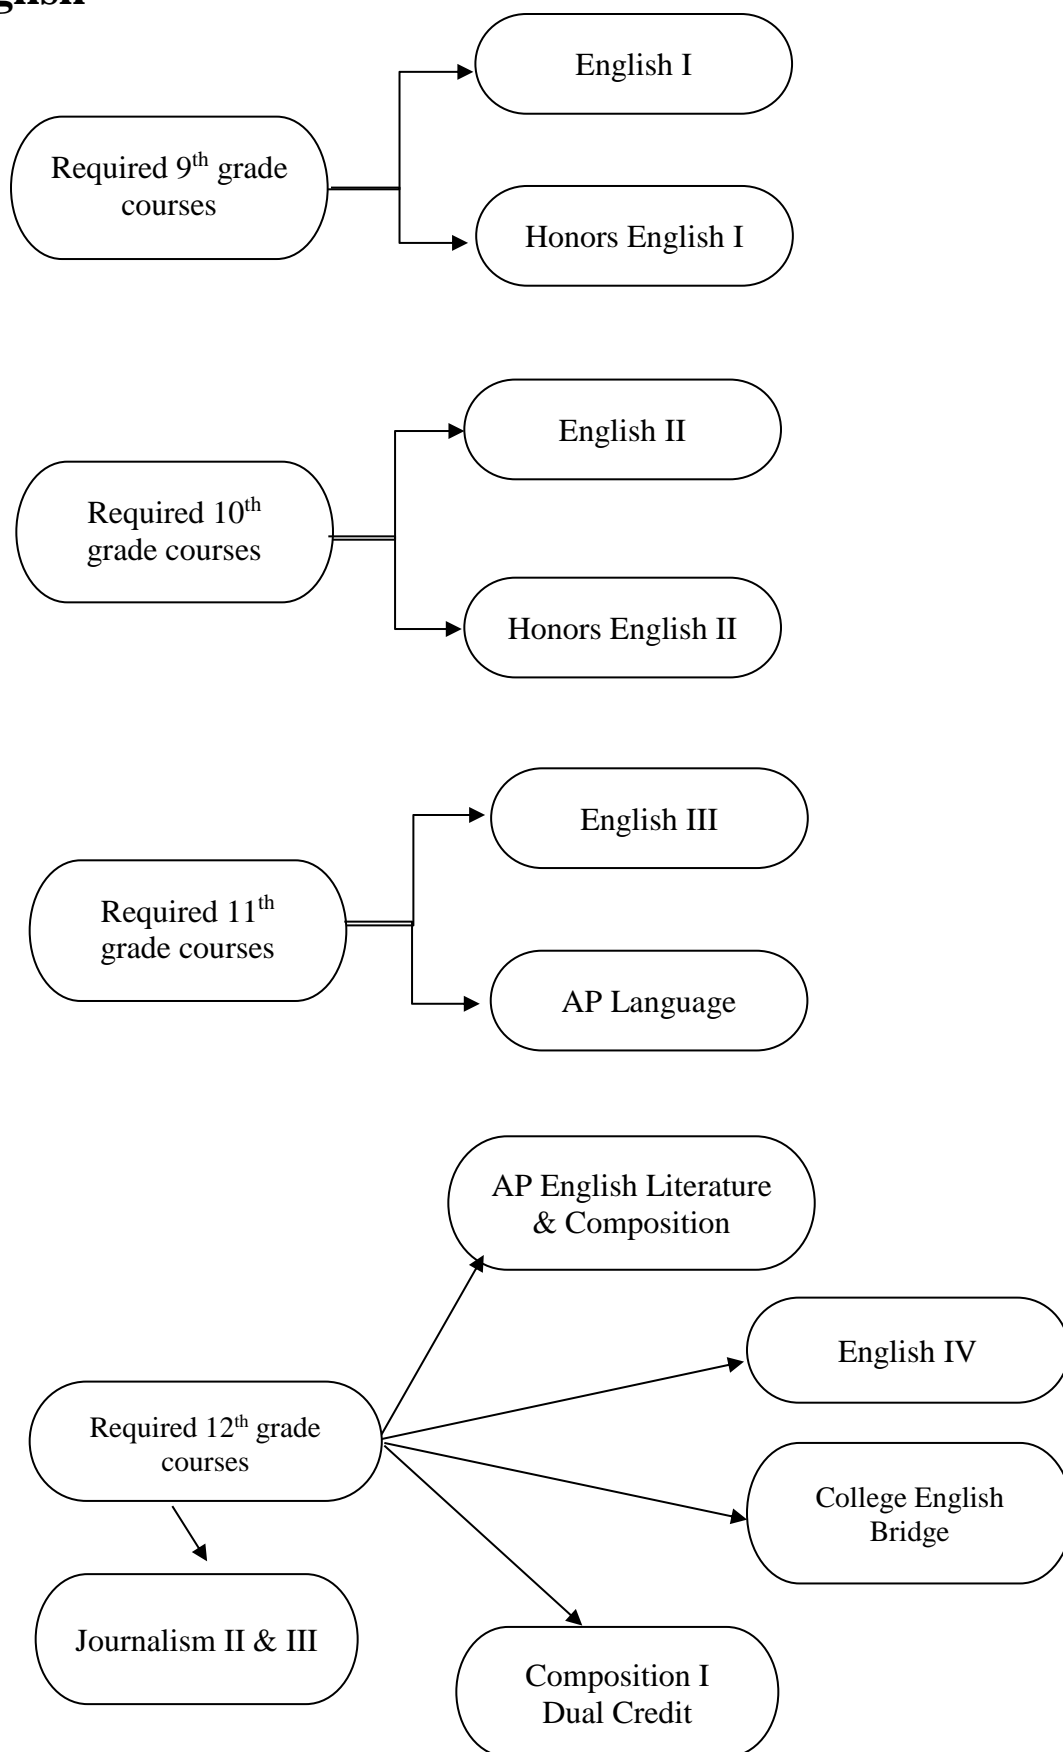 English I
Required 9th grade
courses
Honors English I
English II
Required 10th
grade courses
Honors English II
English III
Required 11th
grade courses
AP Language
AP English Literature
& Composition
English IV
Required 12th grade
courses
College English
Bridge
Journalism II & III
Composition I
Dual Credit